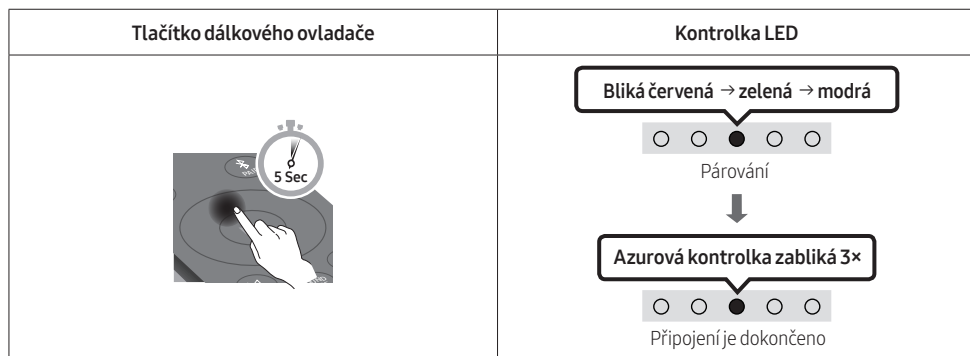 Tlačítko dálkového ovladače
Kontrolka LED
5 Sec
Bliká červená → zelená → modrá
Párování
Azurová kontrolka zabliká 3×
Připojení je dokončeno